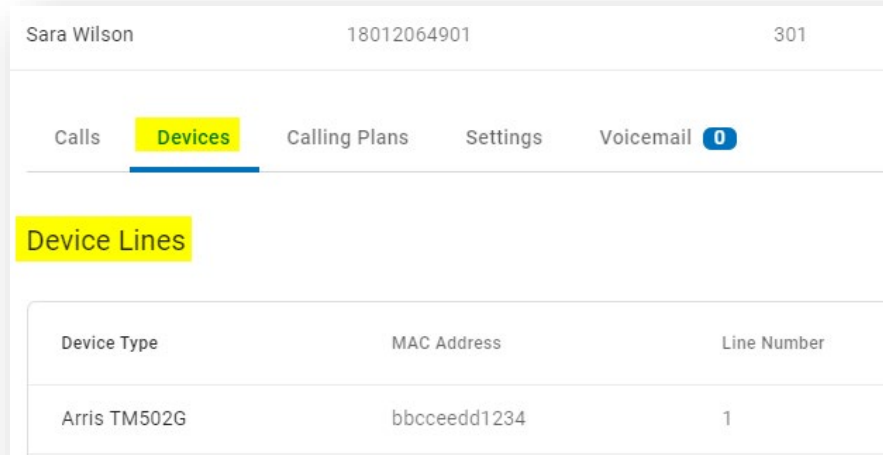 Sara Wilson 18012064901 301
Calls Devices Calling Plans Settings Voicemail 0
Device Lines
Device Type MAC Address Line Number
Arris TM502G bbcceedd1234 1